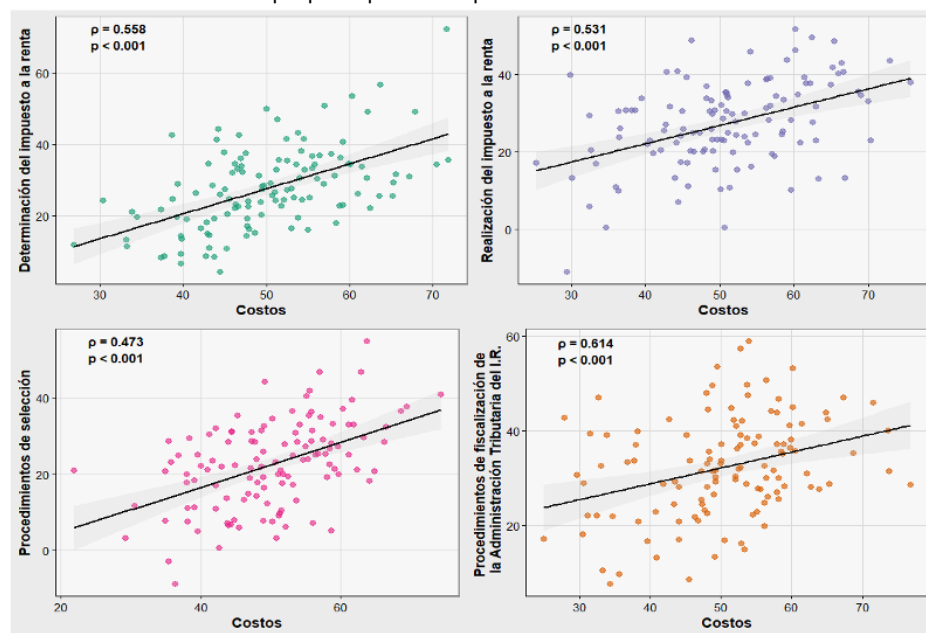 ρ = 0.558
p < 0.001
Determinación del impuesto a la renta
60
40
20
30
40
50
60
70
Costos
ρ = 0.531
p < 0.001
Realización del impuesto a la renta
40
20
0
30
40
50
60
70
Costos
ρ = 0.473
p < 0.001
Procedimientos de selección
60
40
20
0
20
40
60
Costos
ρ = 0.614
p < 0.001
Procedimientos de fiscalización de
la Administración Tributaria del I.R.
60
40
20
30
40
50
60
70
Costos